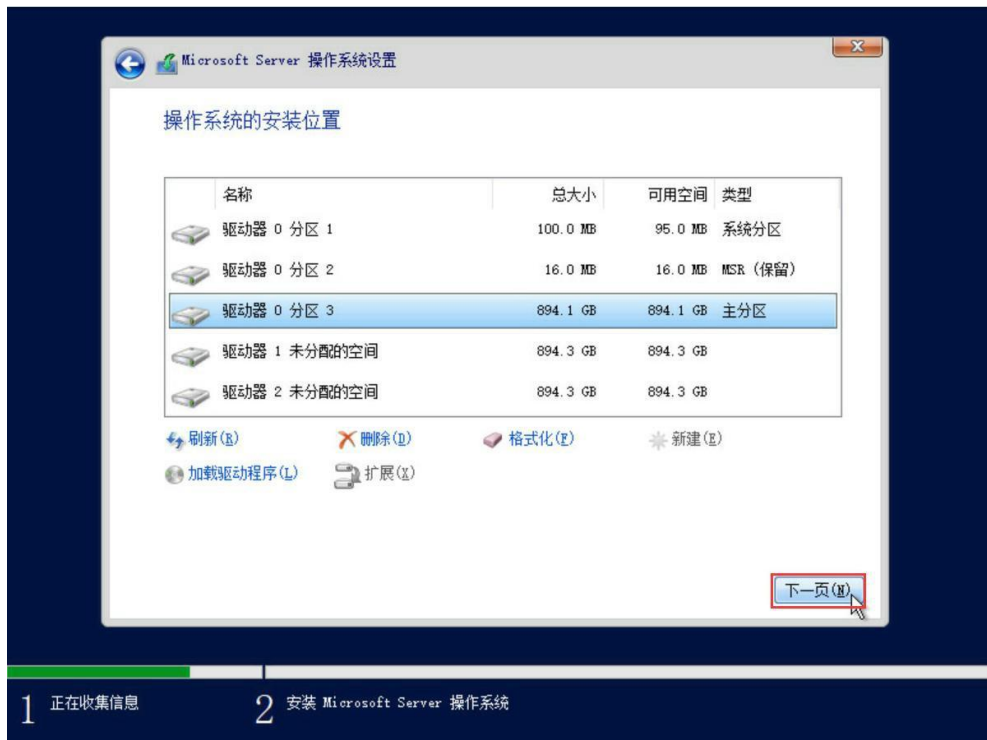 Microsoft Server 操作系统设置
操作系统的安装位置
名称 总大小 可用空间 类型
驱动器 0 分区 1 100.0 MB 95.0 MB 系统分区
驱动器 0 分区 2 16.0 MB 16.0 MB MSR (保留)
驱动器 0 分区 3 894.1 GB 894.1 GB 主分区
驱动器 1 未分配的空间 894.3 GB 894.3 GB
驱动器 2 未分配的空间 894.3 GB 894.3 GB
刷新(R) 删除(D) 格式化(F) 新建(E)
加载驱动程序(L) 扩展(X)
下一页(N)
1 正在收集信息 2 安装 Microsoft Server 操作系统